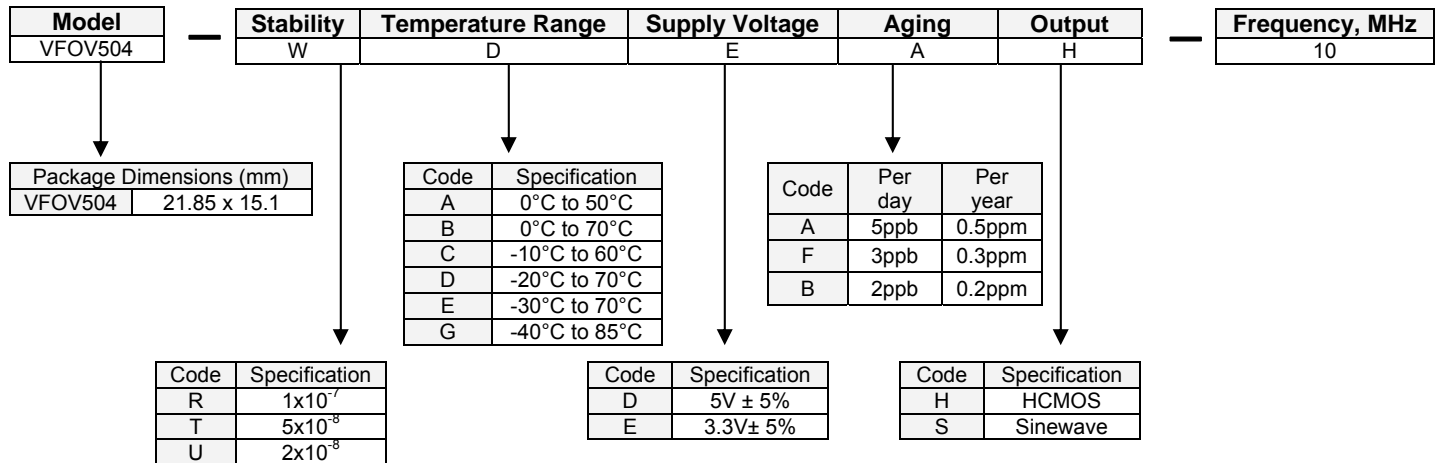 Model — Stability Temperature Range Supply Voltage Aging Output — Frequency, MHz
VFOV504 W D E A H 10
Package Dimensions (mm)
VFOV504 21.85 x 15.1
Code Specification
A 0°C to 50°C
B 0°C to 70°C
C -10°C to 60°C
D -20°C to 70°C
E -30°C to 70°C
G -40°C to 85°C
Code Per day Per year
A 5ppb 0.5ppm
F 3ppb 0.3ppm
B 2ppb 0.2ppm
Code Specification
R 1x10⁻⁷
T 5x10⁻⁸
U 2x10⁻⁸
Code Specification
D 5V ± 5%
E 3.3V± 5%
Code Specification
H HCMOS
S Sinewave